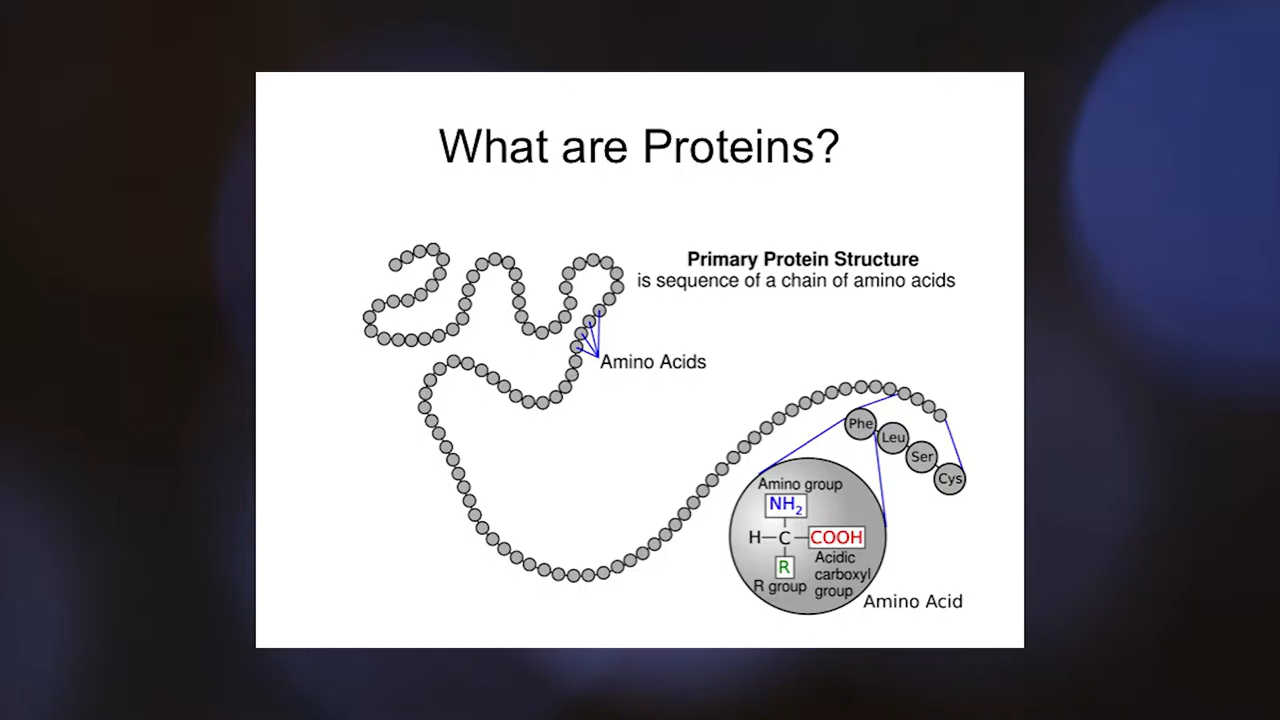 What are Proteins?
Primary Protein Structure
is sequence of a chain of amino acids
Amino Acids
Phe
Leu
Ser
Cys
Amino group
NH₂
H
C
COOH
R
Acidic
carboxyl
group
R group
Amino Acid